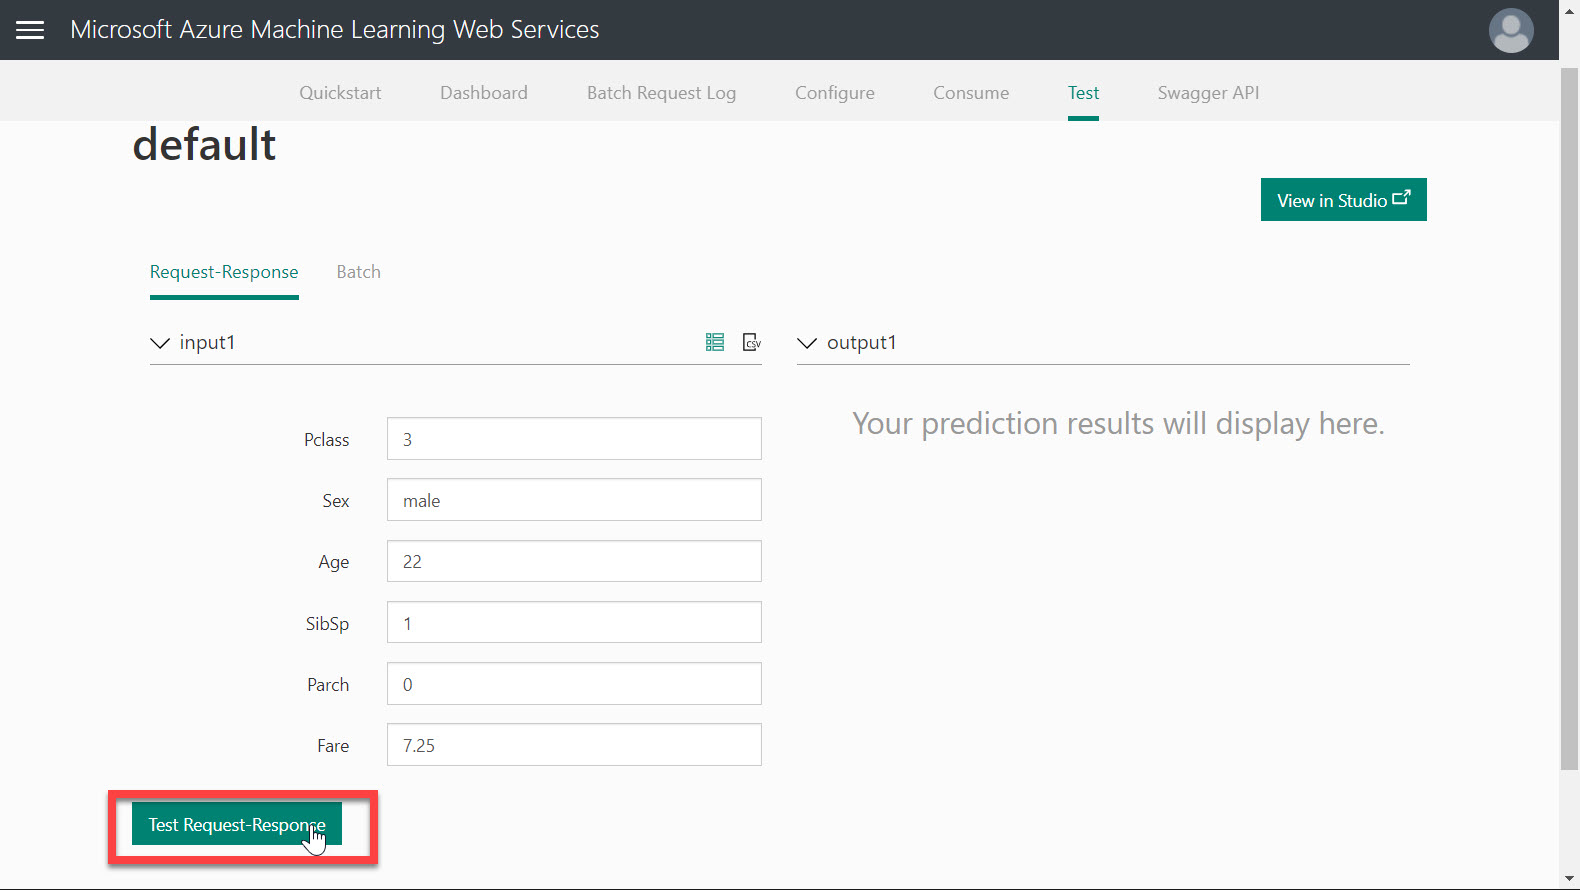 Microsoft Azure Machine Learning Web Services
Quickstart Dashboard Batch Request Log Configure Consume Test Swagger API
default
View in Studio
Request-Response Batch
input1
CSV
output1
Your prediction results will display here.
Pclass 3
Sex male
Age 22
SibSp 1
Parch 0
Fare 7.25
Test Request-Response